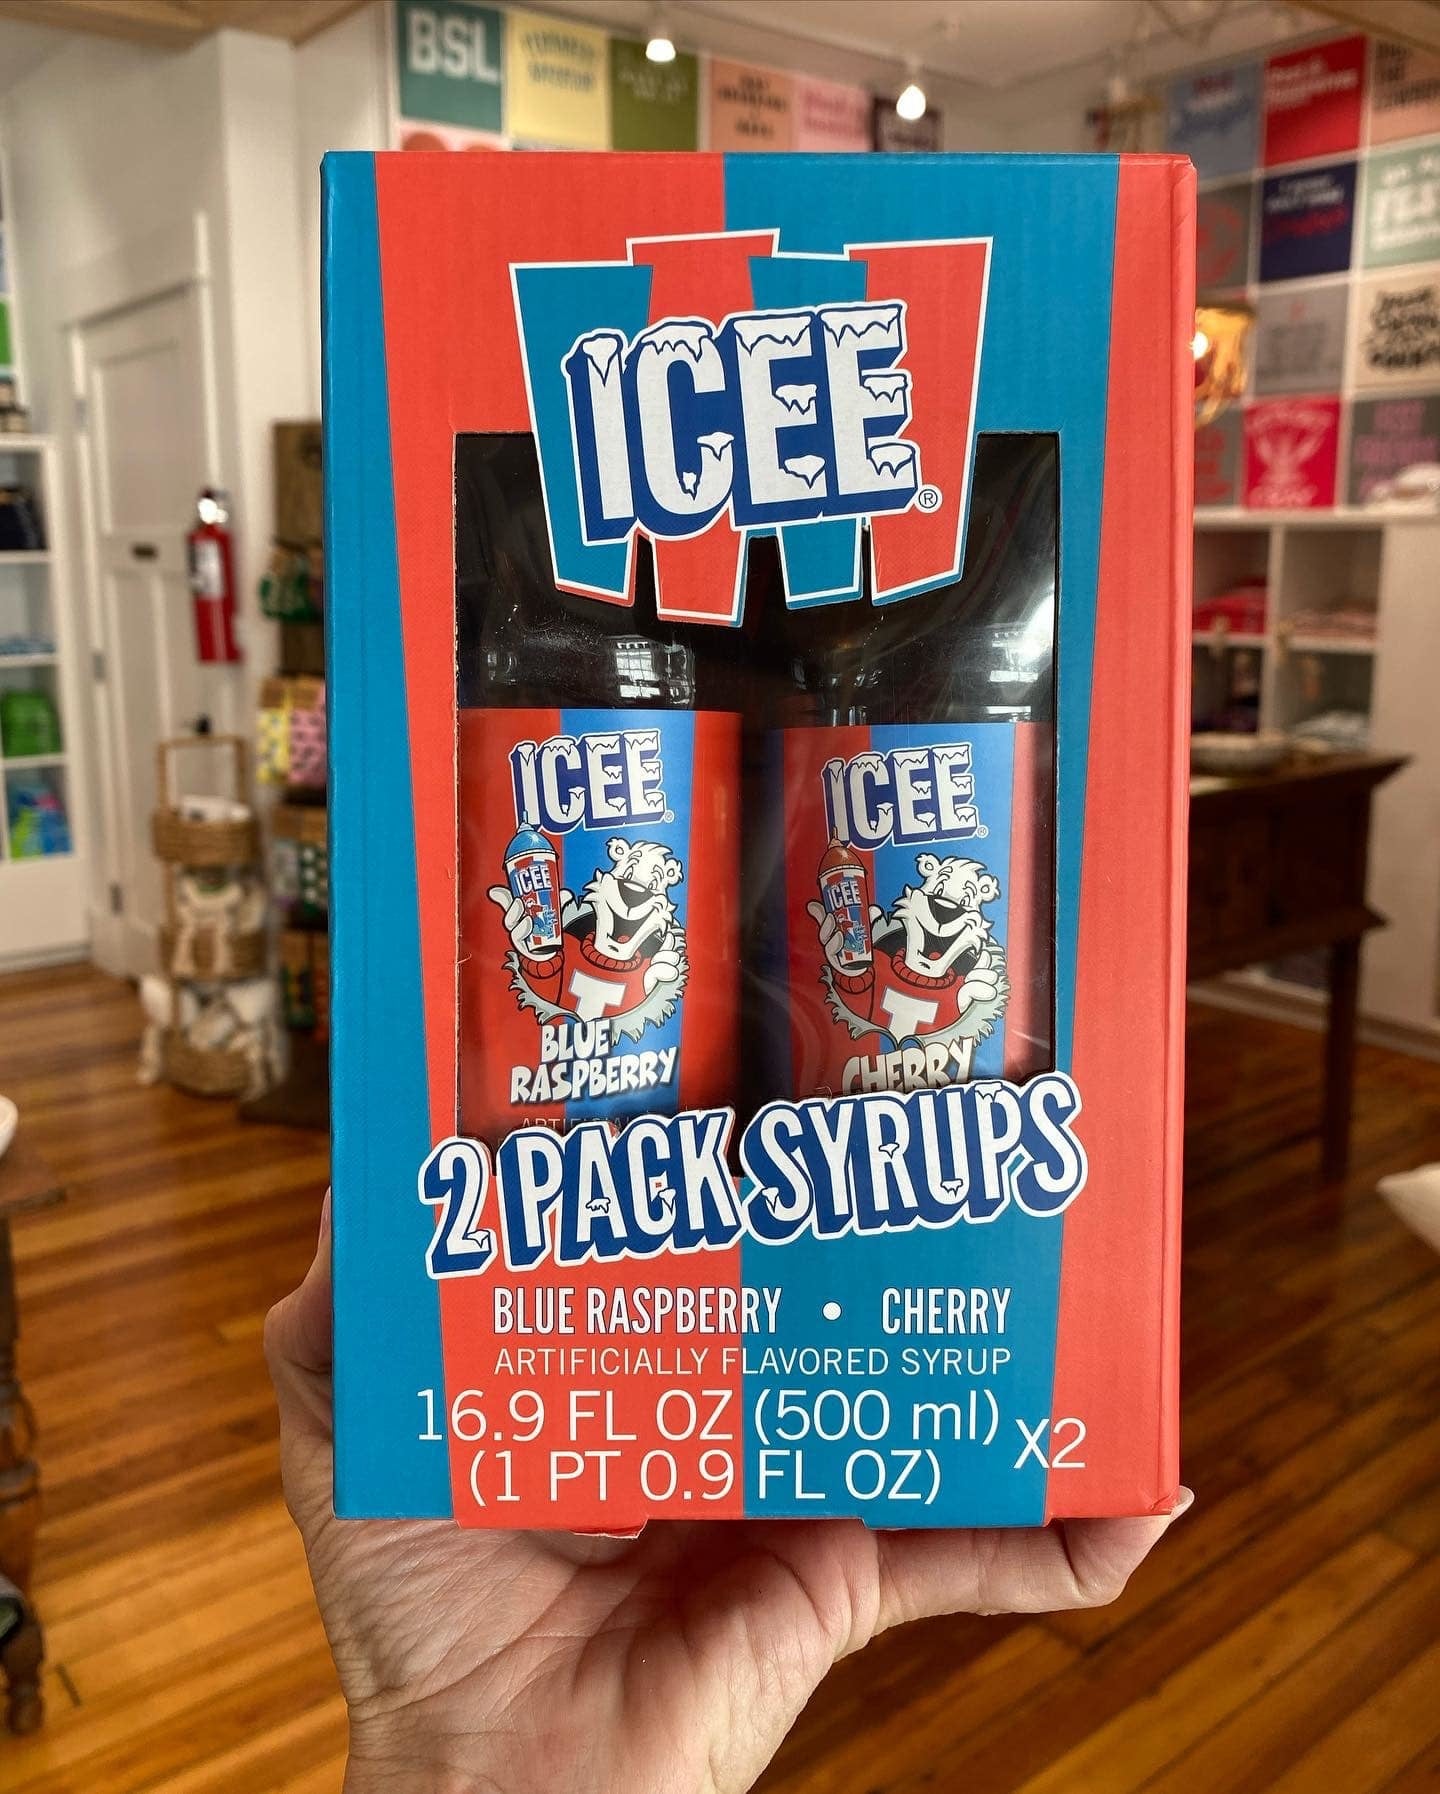 BSL
ICEE®
ICEE®
ICEE
BLUE
RASPBERRY
ICEE®
ICEE
CHERRY
2 PACK SYRUPS
BLUE RASPBERRY • CHERRY
ARTIFICIALLY FLAVORED SYRUP
16.9 FL OZ (500 ml) X2
(1 PT 0.9 FL OZ)